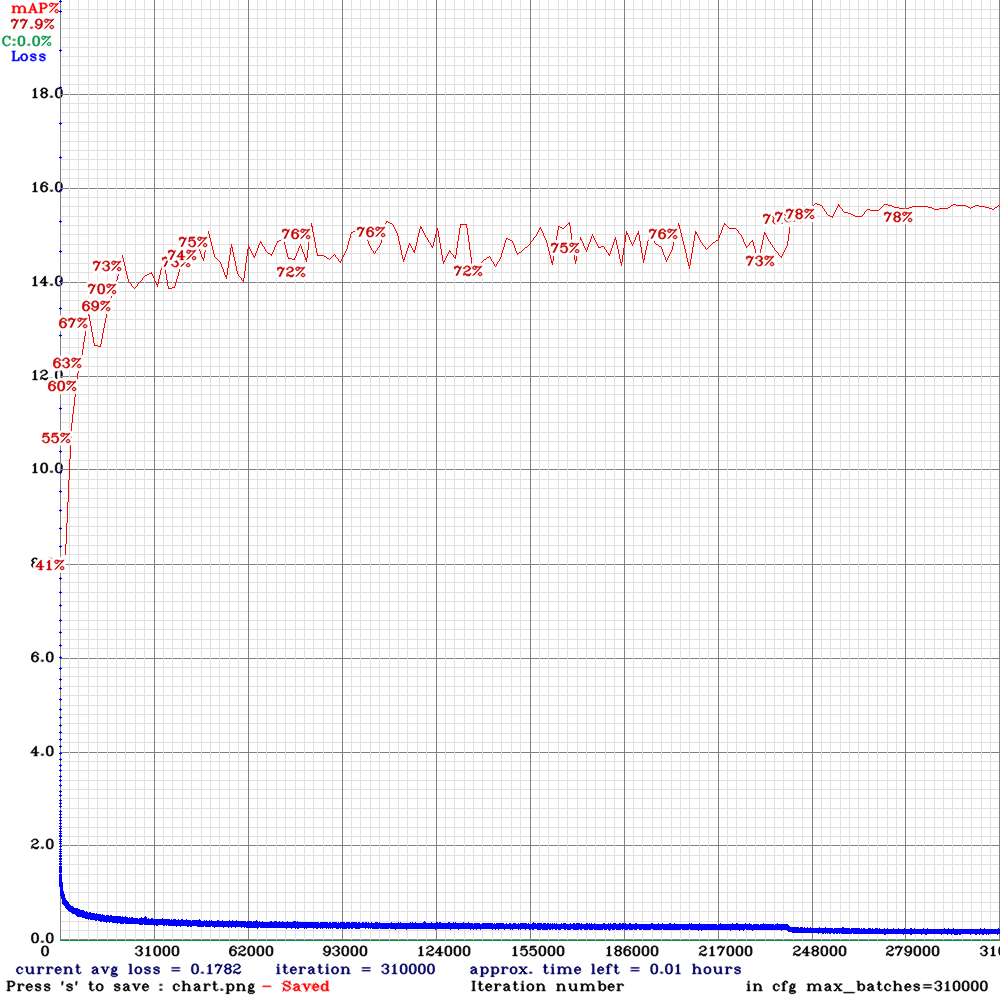 mAP%
77.9%
C:0.0%
Loss
18.0
16.0
78% 78%
78%
76% 76% 76%
75% 75%
74%
73% 72% 72% 73%
14.0
70%
69%
67%
63%
12.0
60%
55%
10.0
41%
6.0
4.0
2.0
0.0
0 31000 62000 93000 124000 155000 186000 217000 248000 279000 310
current avg loss = 0.1782 iteration = 310000 approx. time left = 0.01 hours
Press 's' to save : chart.png - Saved Iteration number in cfg max_batches=310000